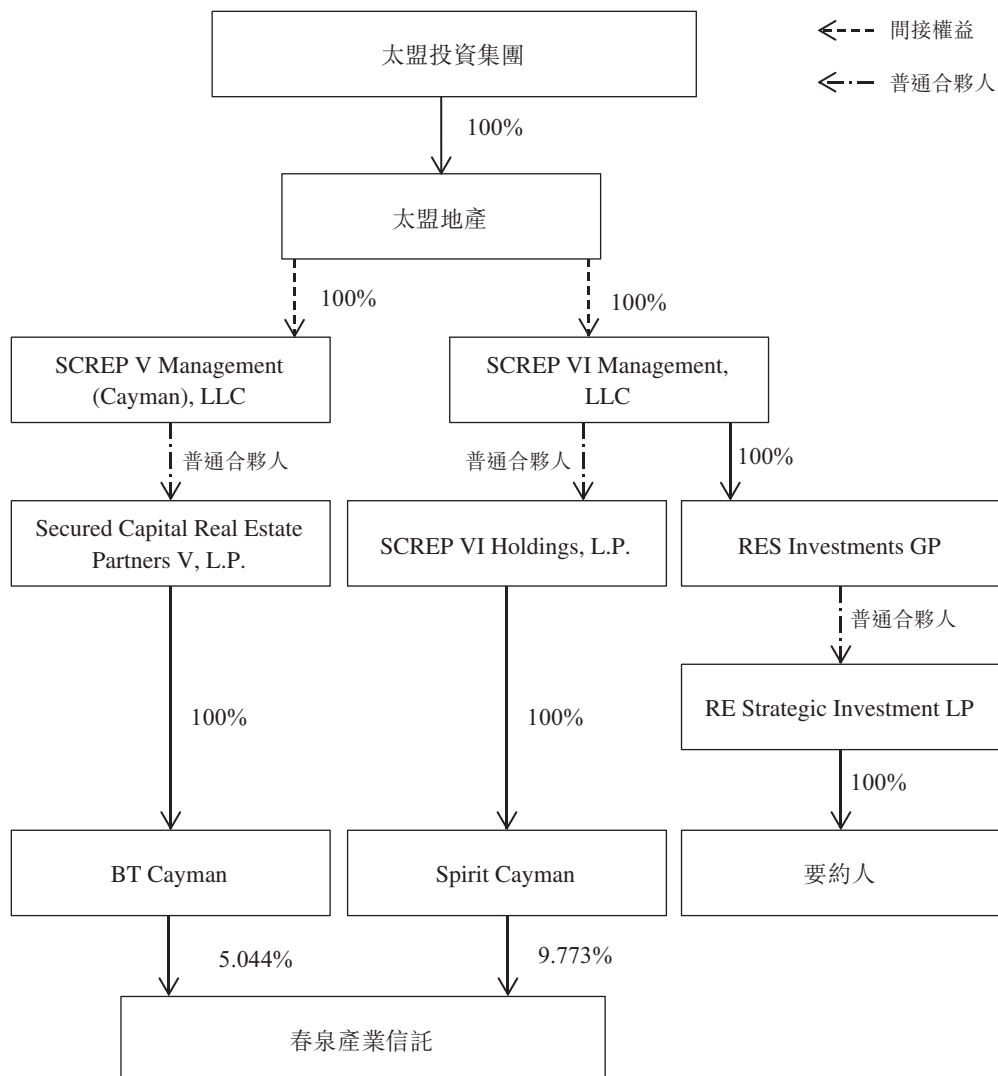 太盟投資集團
間接權益
普通合夥人
100%
太盟地產
100%
100%
SCREP V Management
(Cayman), LLC
SCREP VI Management,
LLC
普通合夥人
普通合夥人
100%
Secured Capital Real Estate
Partners V, L.P.
SCREP VI Holdings, L.P.
RES Investments GP
普通合夥人
RE Strategic Investment LP
100%
100%
100%
BT Cayman
Spirit Cayman
要約人
5.044%
9.773%
春泉產業信託